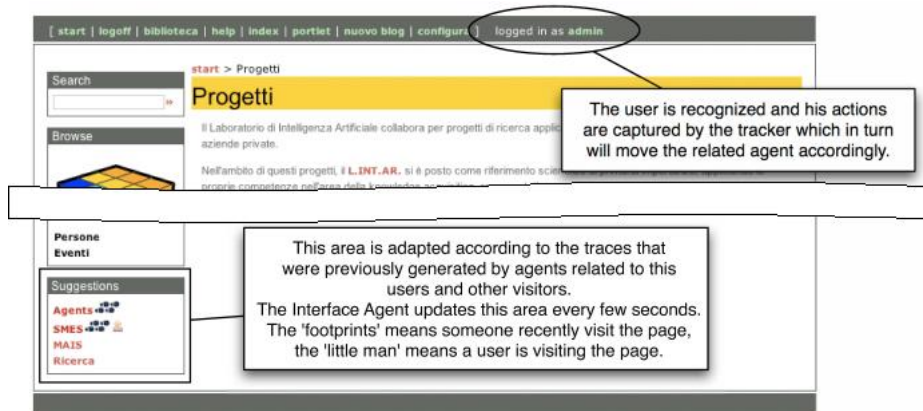 [ start | logoff | biblioteca | help | index | portlet | nuovo blog | configura ] logged in as admin
start > Progetti
Search
Progetti
Browse
Il Laboratorio di Intelligenza Artificiale collabora per progetti di ricerca applic
aziende private.
Nell'ambito di questi progetti, il L.INT.AR. si è posto come riferimento
The user is recognized and his actions
are captured by the tracker which in turn
will move the related agent accordingly.
Persone
Eventi
Suggestions
Agents
SMES
MAIS
Ricerca
This area is adapted according to the traces that
were previously generated by agents related to this
users and other visitors.
The Interface Agent updates this area every few seconds.
The 'footprints' means someone recently visit the page,
the 'little man' means a user is visiting the page.